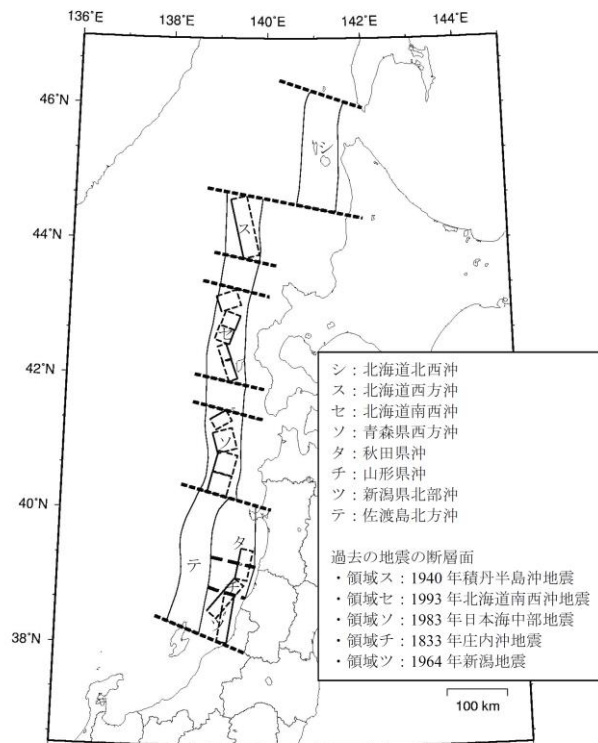 136°E
138°E
140°E
142°E
144°E
46°N
44°N
42°N
40°N
38°N
シ
ス
セ
ソ
タ
テ
チ
ツ
シ：北海道北西沖
ス：北海道西方沖
セ：北海道南西沖
ソ：青森県西方沖
タ：秋田県沖
チ：山形県沖
ツ：新潟県北部沖
テ：佐渡島北方沖
過去の地震の断層面
・領域ス：1940 年積丹半島沖地震
・領域セ：1993 年北海道南西沖地震
・領域ソ：1983 年日本海中部地震
・領域チ：1833 年庄内沖地震
・領域ツ：1964 年新潟地震
100 km